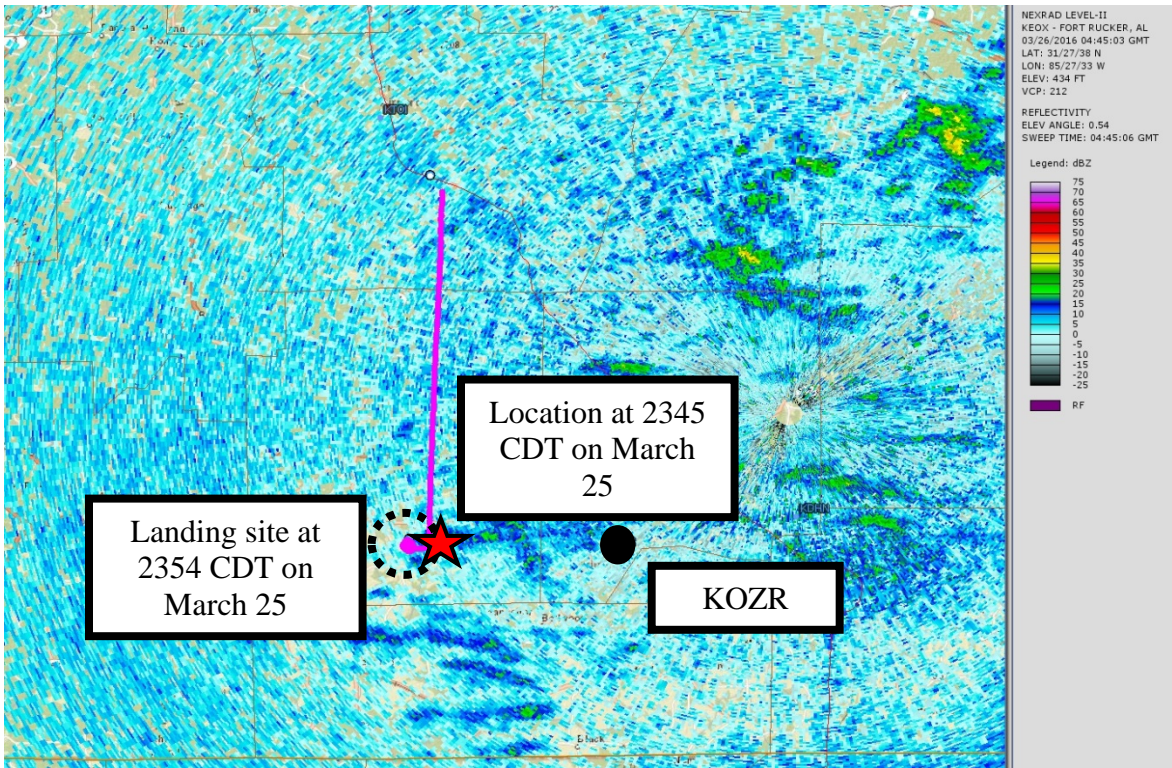 NEXRAD LEVEL-II
KEOX - FORT RUCKER, AL
03/26/2016 04:45:03 GMT
LAT: 31/27/38 N
LON: 85/27/33 W
ELEV: 434 FT
VCP: 212
REFLECTIVITY
ELEV ANGLE: 0.54
SWEEP TIME: 04:45:06 GMT
Legend: dBZ
75
70
65
60
55
50
45
40
35
30
25
20
15
10
5
0
-5
-10
-15
-20
-25
RF
KTOI
Location at 2345
CDT on March
25
Landing site at
2354 CDT on
March 25
KDHN
KOZR
Black